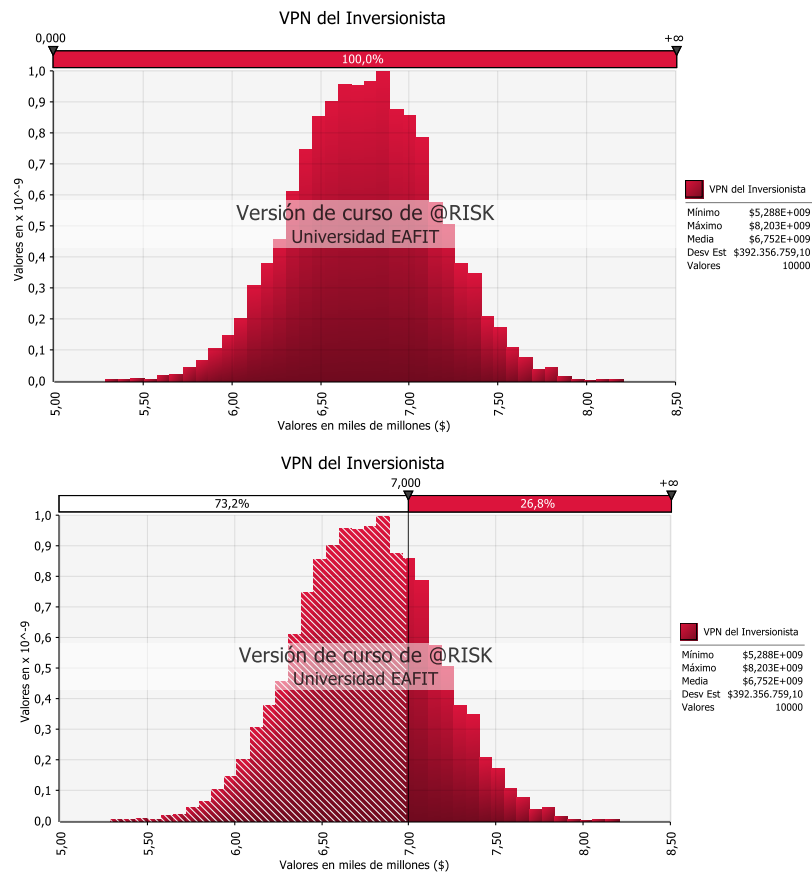 VPN del Inversionista
0,000 +∞
100,0%
1,0
0,9
0,8
0,7
0,6
0,5
0,4
0,3
0,2
0,1
0,0
Valores en x 10^-9
Versión de curso de @RISK
Universidad EAFIT
5,00 5,50 6,00 6,50 7,00 7,50 8,00 8,50
Valores en miles de millones ($)
VPN del Inversionista
Mínimo $5,288E+009
Máximo $8,203E+009
Media $6,752E+009
Desv Est $392.356.759,10
Valores 10000
VPN del Inversionista
7,000 +∞
73,2% 26,8%
1,0
0,9
0,8
0,7
0,6
0,5
0,4
0,3
0,2
0,1
0,0
Valores en x 10^-9
Versión de curso de @RISK
Universidad EAFIT
5,00 5,50 6,00 6,50 7,00 7,50 8,00 8,50
Valores en miles de millones ($)
VPN del Inversionista
Mínimo $5,288E+009
Máximo $8,203E+009
Media $6,752E+009
Desv Est $392.356.759,10
Valores 10000